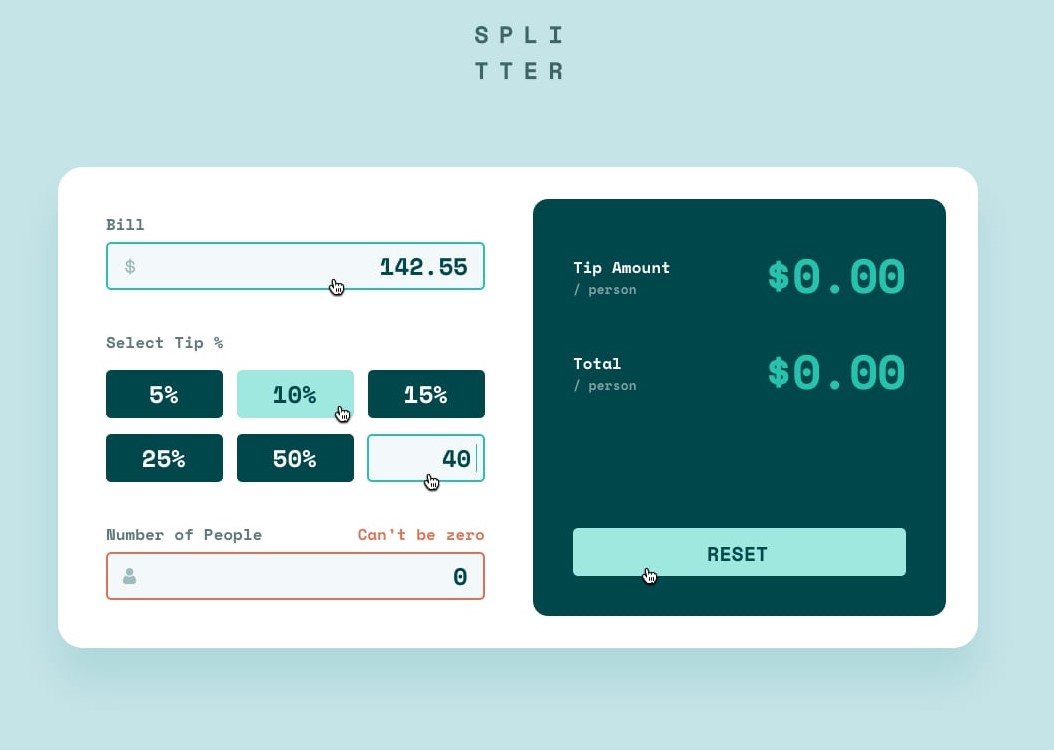 SPLI
TTER
Bill
$ 142.55
Select Tip %
5% 10% 15%
25% 50% 40
Number of People Can't be zero
0
Tip Amount $0.00
/ person
Total $0.00
/ person
RESET